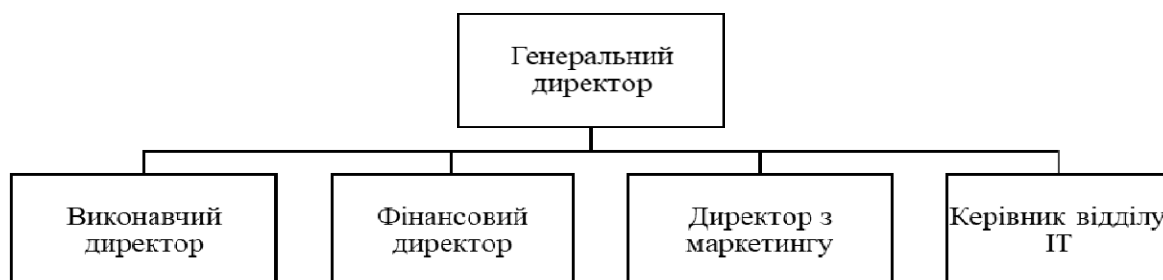 Генеральний
директор
Виконавчий
директор
Фінансовий
директор
Директор з
маркетингу
Керівник відділу
ІТ